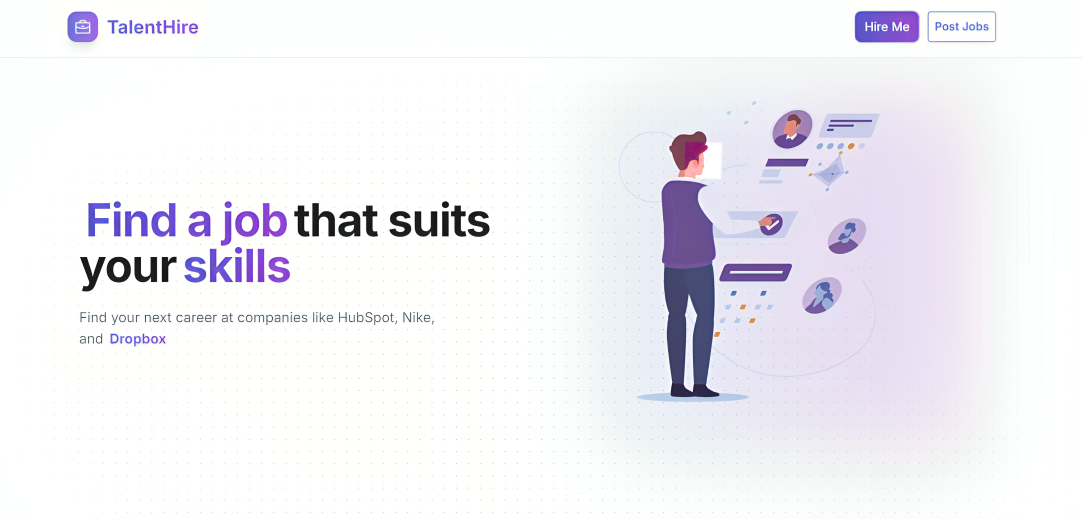 TalentHire
Hire Me
Post Jobs
Find a job that suits
your skills
Find your next career at companies like HubSpot, Nike,
and Dropbox